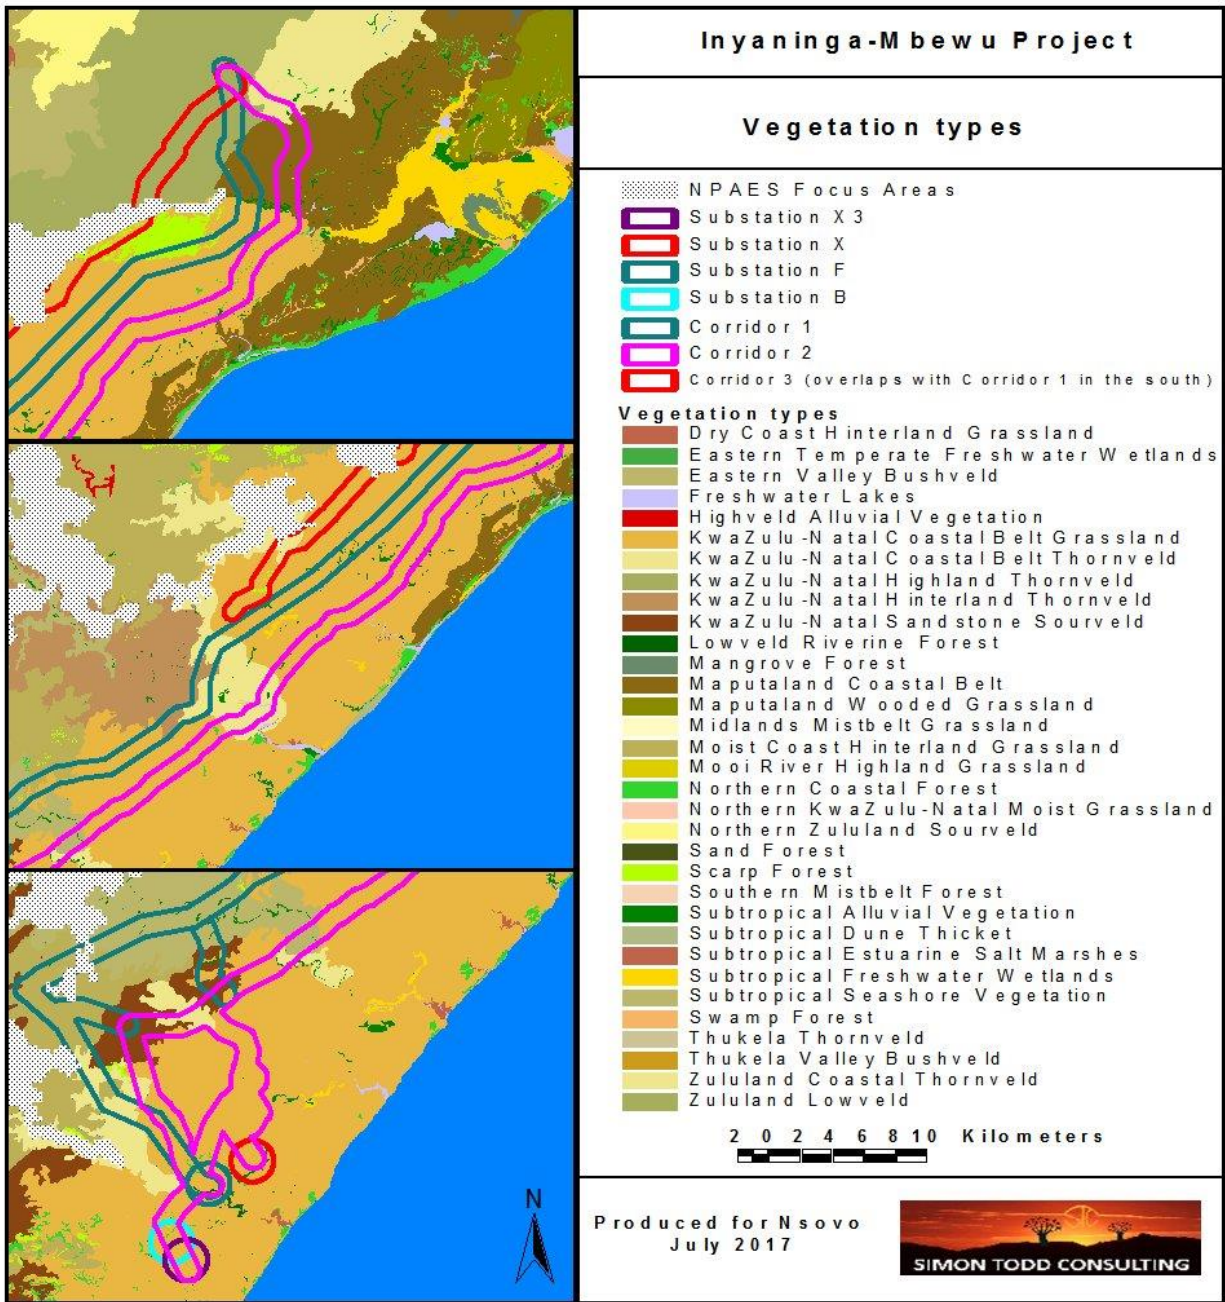 Inyaninga-Mbewu Project
Vegetation types
NPAES Focus Areas
Substation X3
Substation X
Substation F
Substation B
Corridor 1
Corridor 2
Corridor 3 (overlaps with Corridor 1 in the south)
Vegetation types
Dry Coast Hinterland Grassland
Eastern Temperate Freshwater Wetlands
Eastern Valley Bushveld
Freshwater Lakes
Highveld Alluvial Vegetation
KwaZulu-Natal Coastal Belt Grassland
KwaZulu-Natal Coastal Belt Thornveld
KwaZulu-Natal Highland Thornveld
KwaZulu-Natal Hinterland Thornveld
KwaZulu-Natal Sandstone Sourveld
Lowveld Riverine Forest
Mangrove Forest
Maputaland Coastal Belt
Maputaland Wooded Grassland
Midlands Mistbelt Grassland
Moist Coast Hinterland Grassland
Mooi River Highland Grassland
Northern Coastal Forest
Northern KwaZulu-Natal Moist Grassland
Northern Zululand Sourveld
Sand Forest
Scarp Forest
Southern Mistbelt Forest
Subtropical Alluvial Vegetation
Subtropical Dune Thicket
Subtropical Estuarine Salt Marshes
Subtropical Freshwater Wetlands
Subtropical Seashore Vegetation
Swamp Forest
Thukela Thornveld
Thukela Valley Bushveld
Zululand Coastal Thornveld
Zululand Lowveld
2 0 2 4 6 8 10 Kilometers
N
Produced for Nsovo
July 2017
SIMON TODD CONSULTING